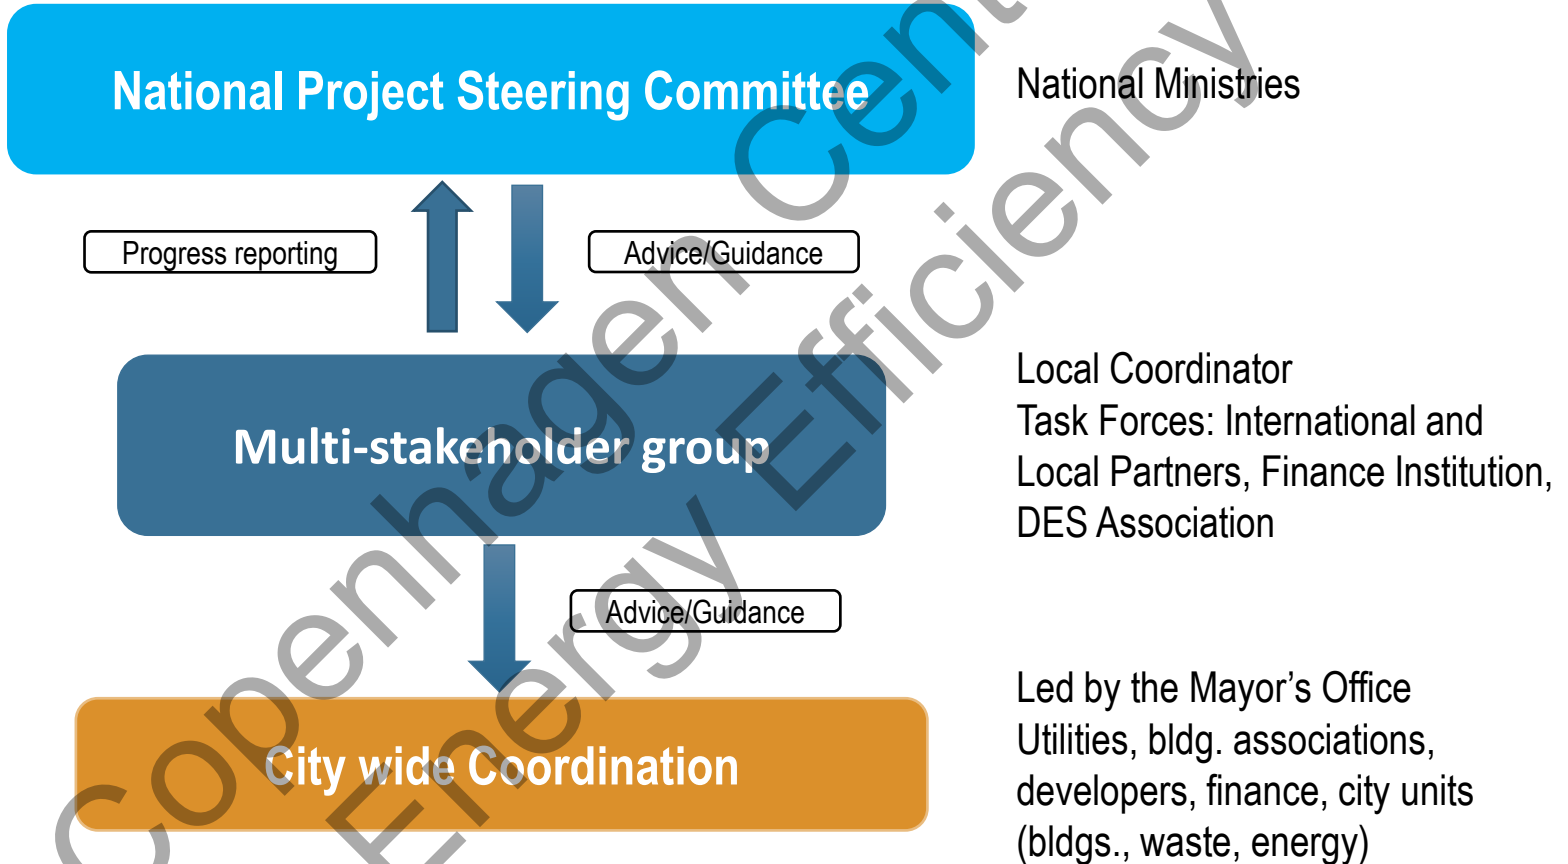 National Project Steering Committee
National Ministries
Progress reporting
Advice/Guidance
Multi-stakeholder group
Local Coordinator
Task Forces: International and
Local Partners, Finance Institution,
DES Association
Advice/Guidance
City wide Coordination
Led by the Mayor’s Office
Utilities, bldg. associations,
developers, finance, city units
(bldgs., waste, energy)
Copenhagen Cent
Energy Efficiency